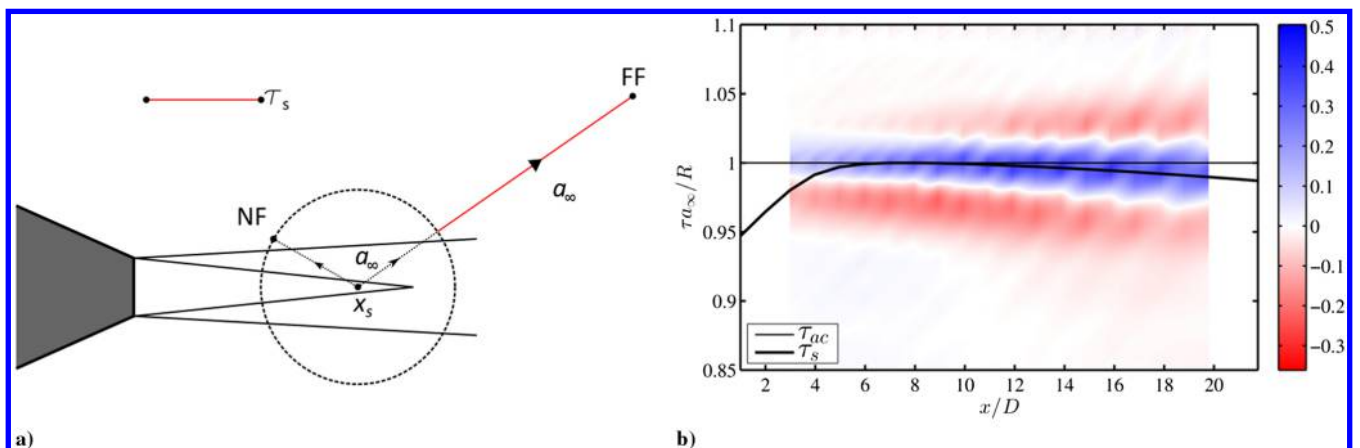 τs
FF
a∞
NF
a∞
xs
a)
1.1
1.05
1
0.95
0.9
0.85
τa∞/R
τac
τs
2 4 6 8 10 12 14 16 18 20
x/D
0.5
0.4
0.3
0.2
0.1
0
-0.1
-0.2
-0.3
b)